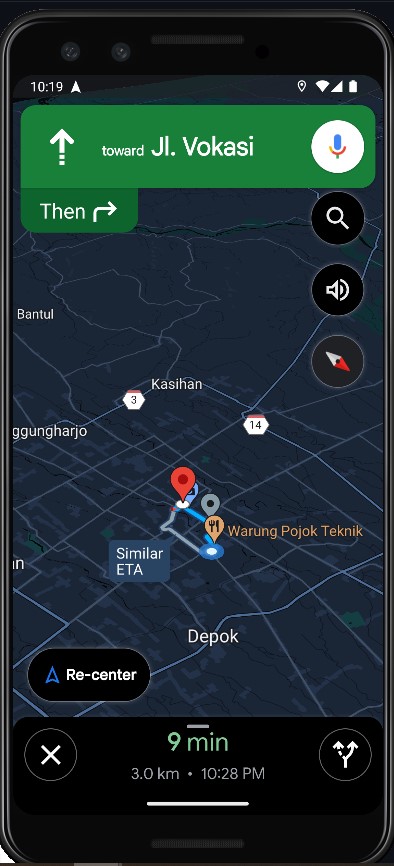 10:19
toward Jl. Vokasi
Then
Bantul
Kasihan
3
14
ggungharjo
Warung Pojok Teknik
Similar
ETA
Depok
Re-center
9 min
3.0 km • 10:28 PM